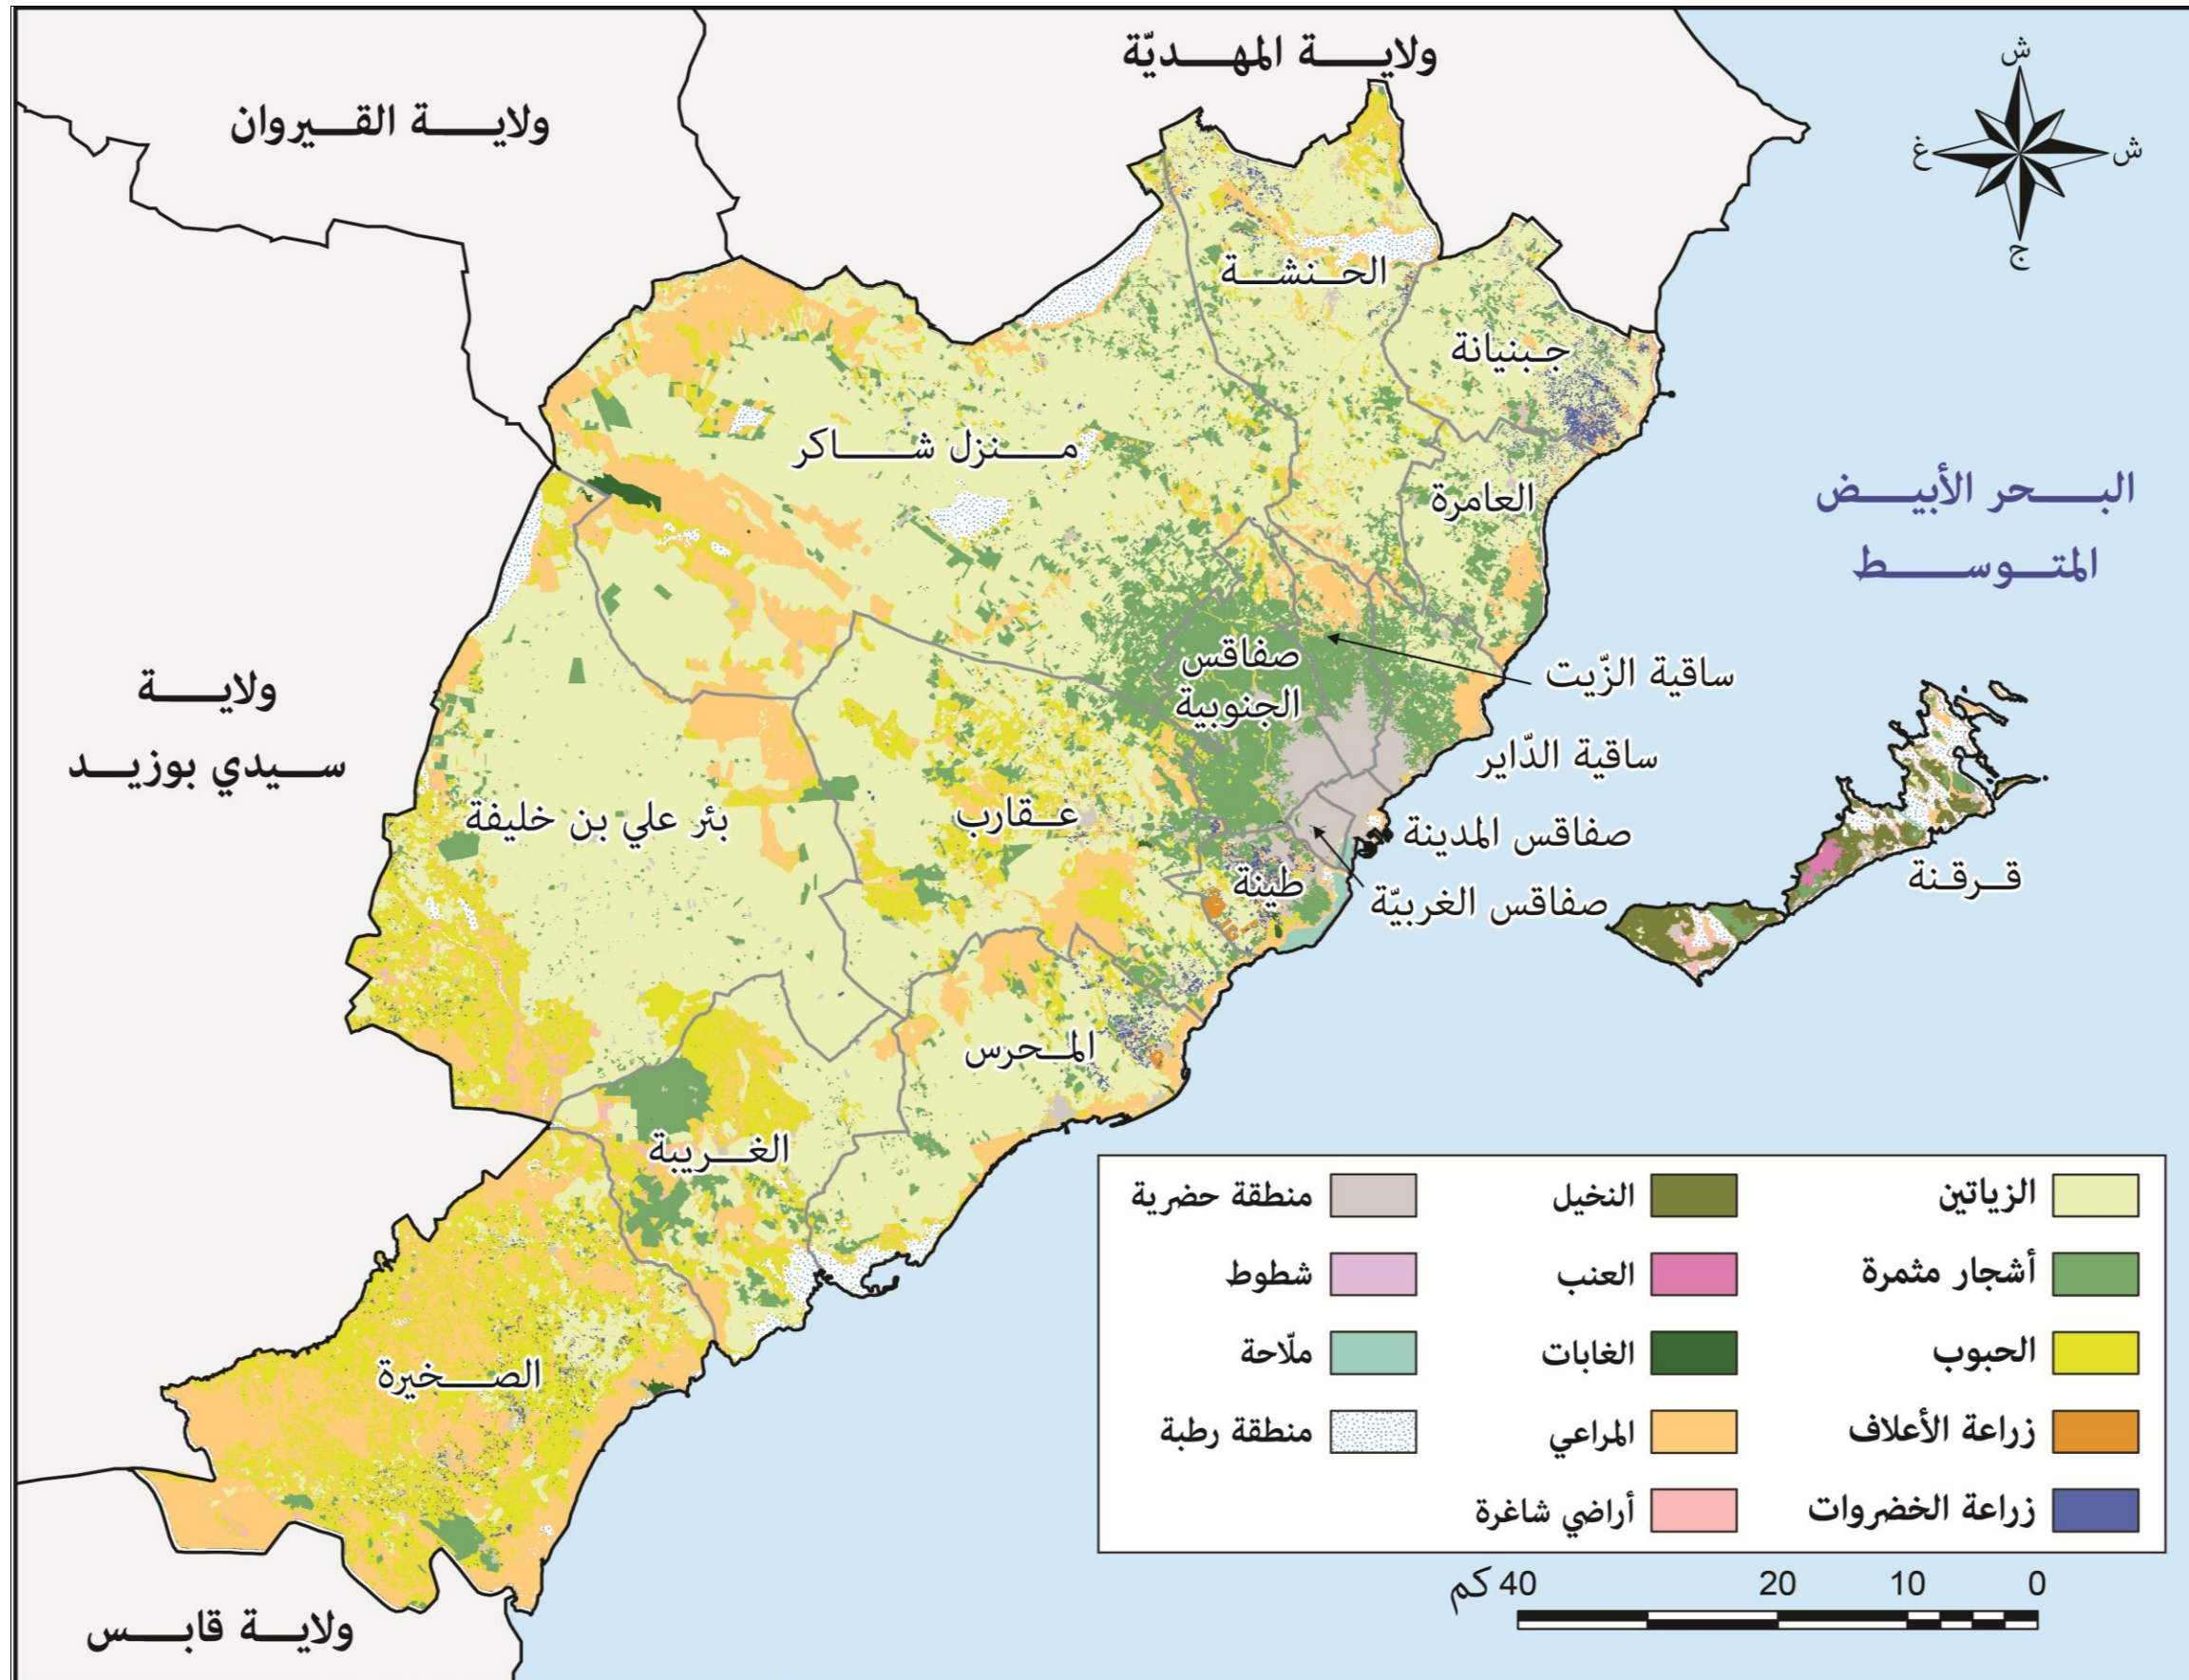 ولاية المهديّة
ولاية القيروان
ش
غ
ش
ج
الحنشة
جبنيانة
منزل شاكر
العامرة
البحر الأبيض
المتوسط
صفاقس
الجنوبية
ساقية الزّيت
ولاية
سيدي بوزيد
ساقية الدّاير
بئر علي بن خليفة
عقارب
صفاقس المدينة
طينة
صفاقس الغربيّة
قرقنة
المحرس
الغريبة
الصخيرة
ولاية قابس
الزياتين
النخيل
منطقة حضرية
أشجار مثمرة
العنب
شطوط
الحبوب
الغابات
ملّاحة
زراعة الأعلاف
المراعي
منطقة رطبة
زراعة الخضروات
أراضي شاغرة
0 10 20 40 كم